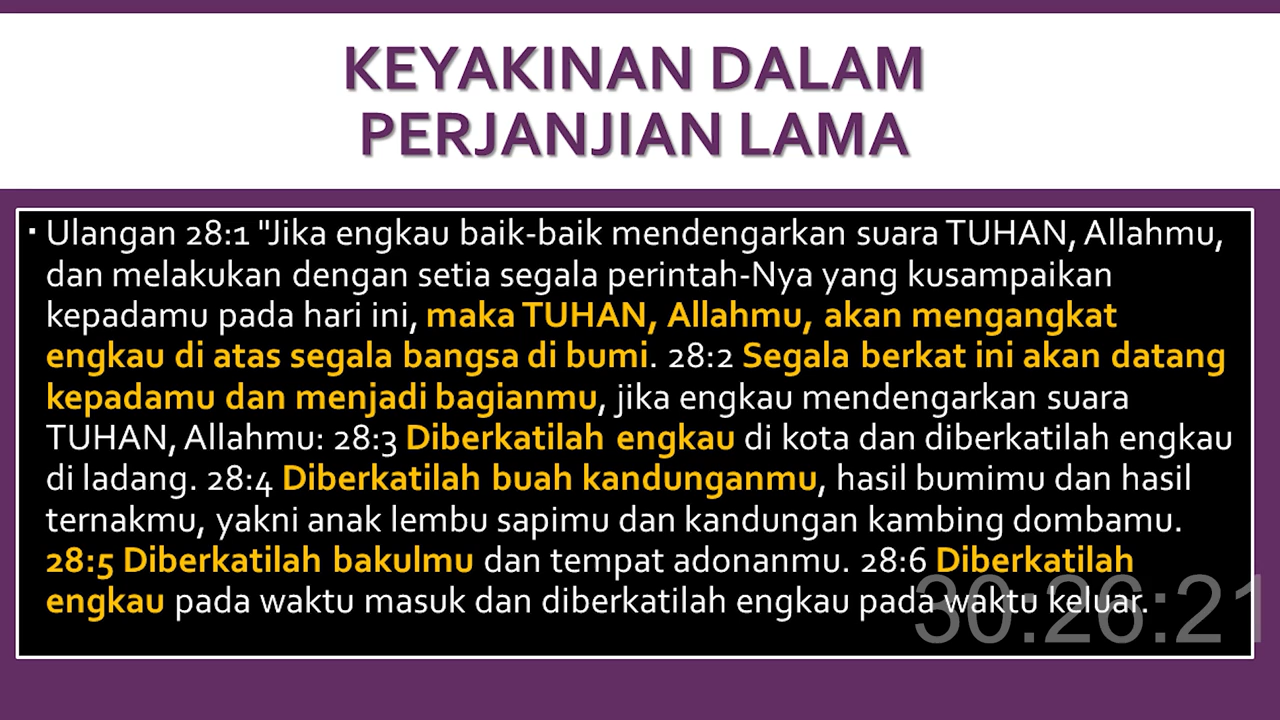 KEYAKINAN DALAM
PERJANJIAN LAMA
▪ Ulangan 28:1 "Jika engkau baik-baik mendengarkan suara TUHAN, Allahmu,
dan melakukan dengan setia segala perintah-Nya yang kusampaikan
kepadamu pada hari ini, maka TUHAN, Allahmu, akan mengangkat
engkau di atas segala bangsa di bumi. 28:2 Segala berkat ini akan datang
kepadamu dan menjadi bagianmu, jika engkau mendengarkan suara
TUHAN, Allahmu: 28:3 Diberkatilah engkau di kota dan diberkatilah engkau
di ladang. 28:4 Diberkatilah buah kandunganmu, hasil bumimu dan hasil
ternakmu, yakni anak lembu sapimu dan kandungan kambing dombamu.
28:5 Diberkatilah bakulmu dan tempat adonanmu. 28:6 Diberkatilah
engkau pada waktu masuk dan diberkatilah engkau pada waktu keluar.
30:26:21